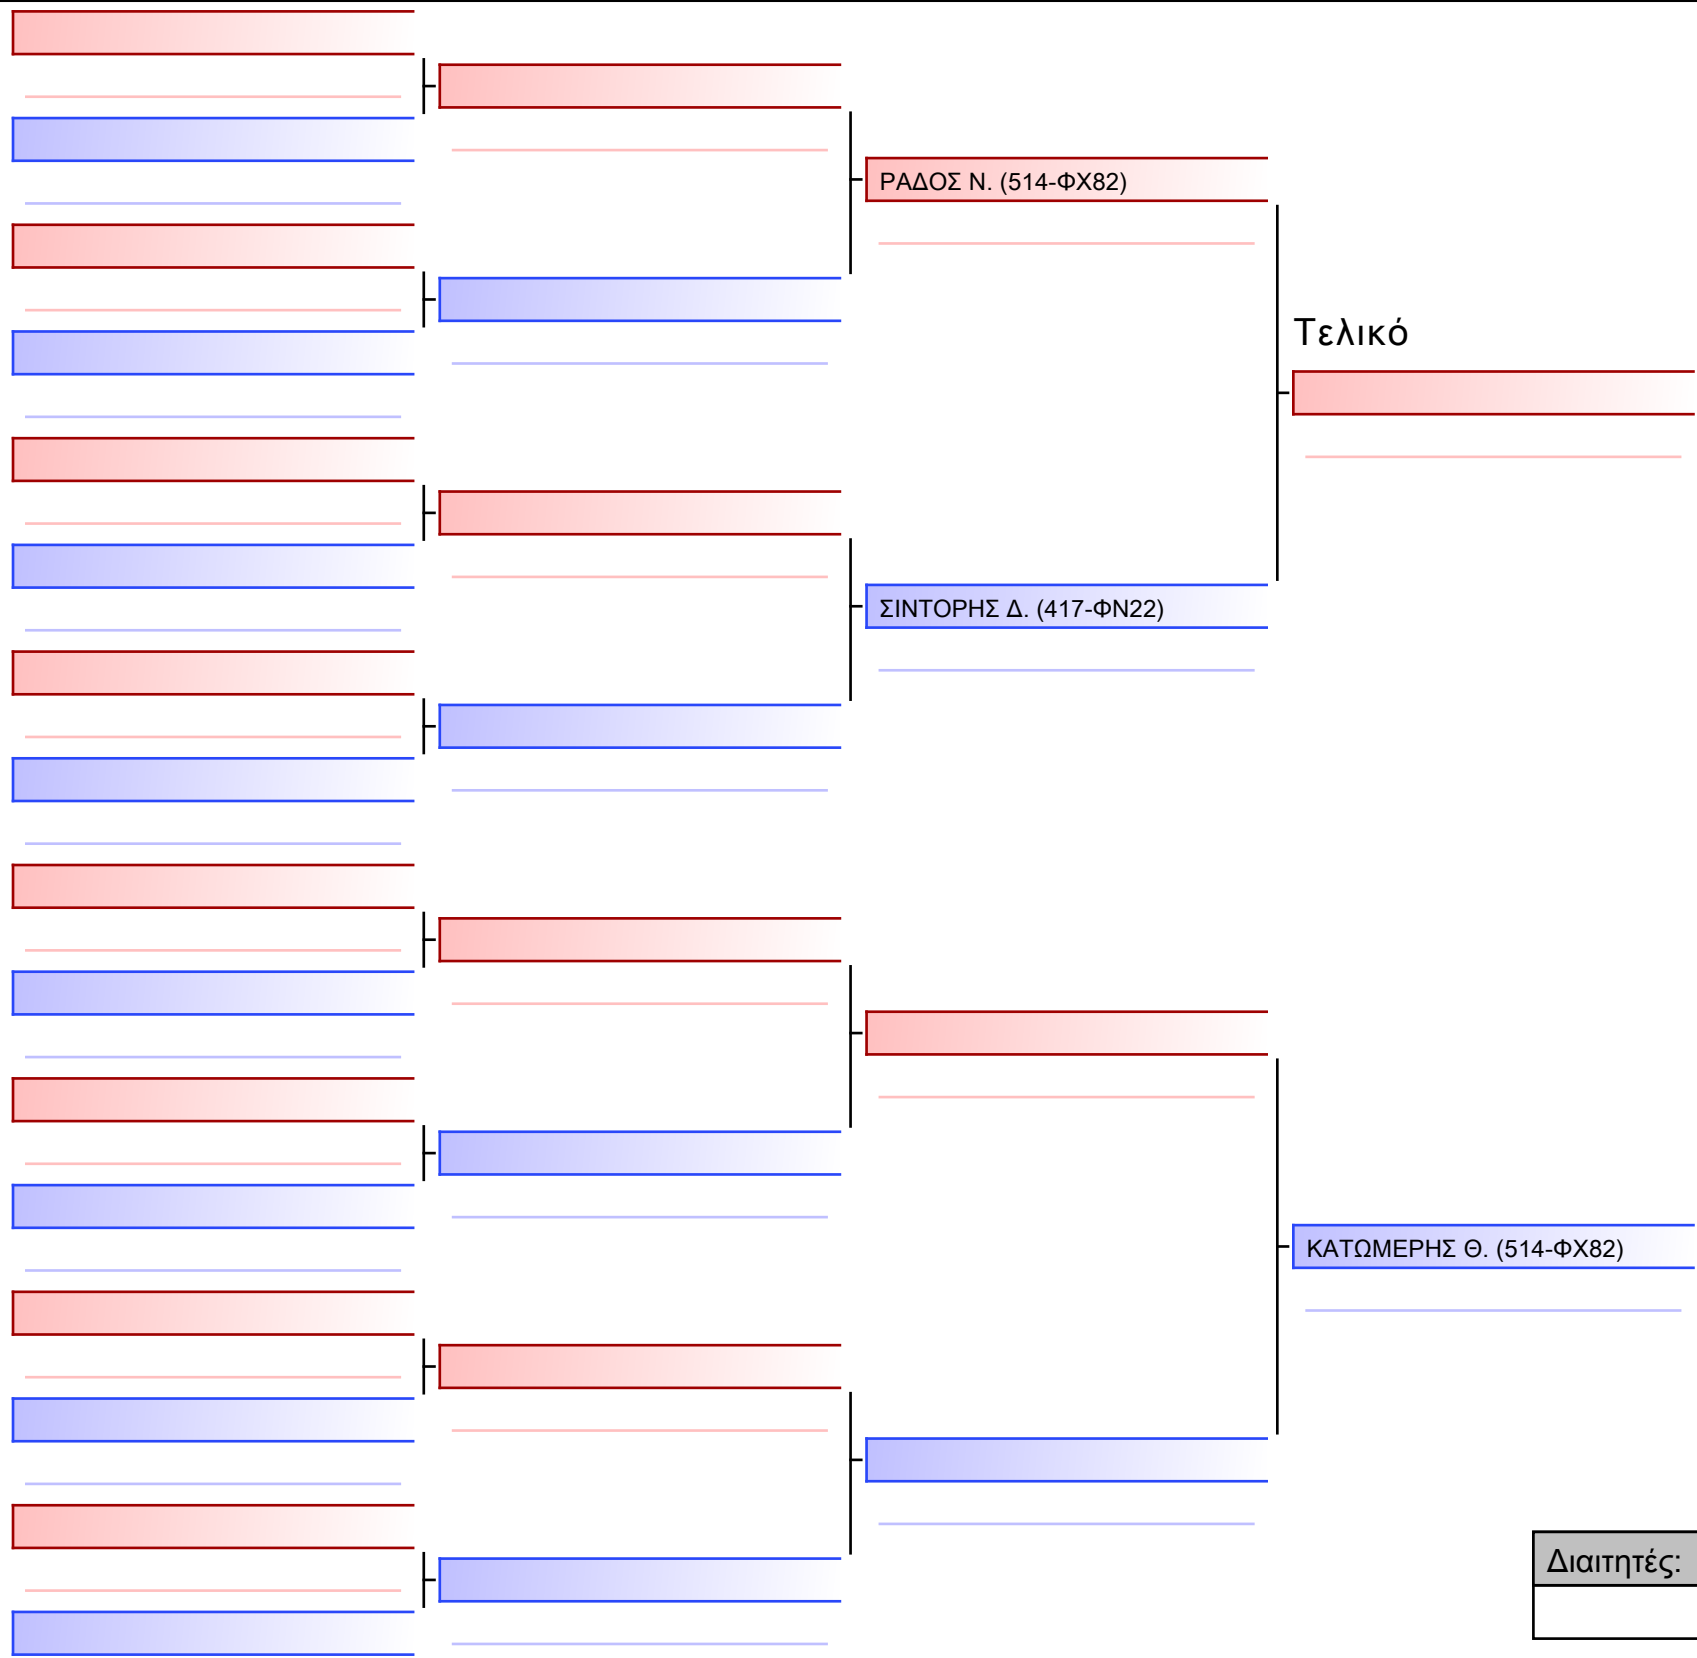 ΡΑΔΟΣ Ν. (514-ΦΧ82)
Τελικό
ΣΙΝΤΟΡΗΣ Δ. (417-ΦΝ22)
ΚΑΤΩΜΕΡΗΣ Θ. (514-ΦΧ82)
Διαιτητές: